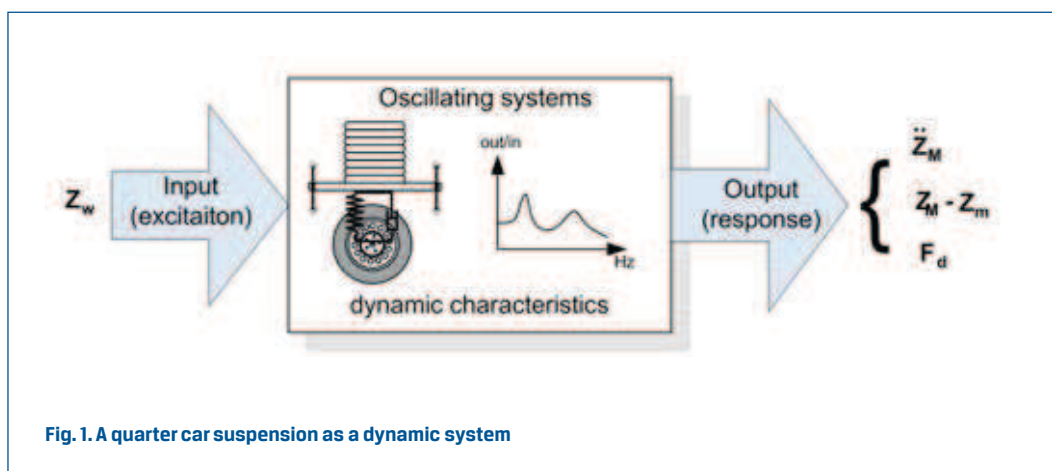 Oscillating systems
out/in
Hz
dynamic characteristics
Z_w
Input
(excitaiton)
Output
(response)
{
Z̈_M
Z_M - Z_m
F_d
Fig. 1. A quarter car suspension as a dynamic system